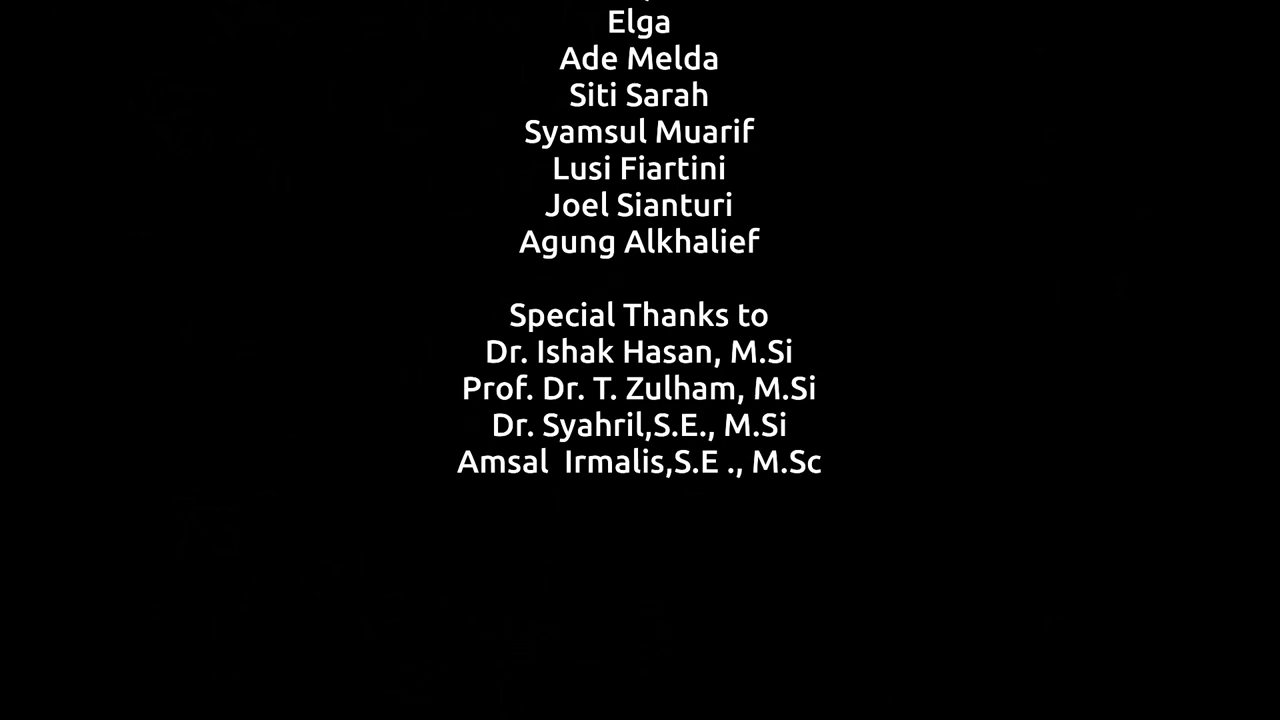 Elga
Ade Melda
Siti Sarah
Syamsul Muarif
Lusi Fiartini
Joel Sianturi
Agung Alkhalief
Special Thanks to
Dr. Ishak Hasan, M.Si
Prof. Dr. T. Zulham, M.Si
Dr. Syahril,S.E., M.Si
Amsal  Irmalis,S.E ., M.Sc